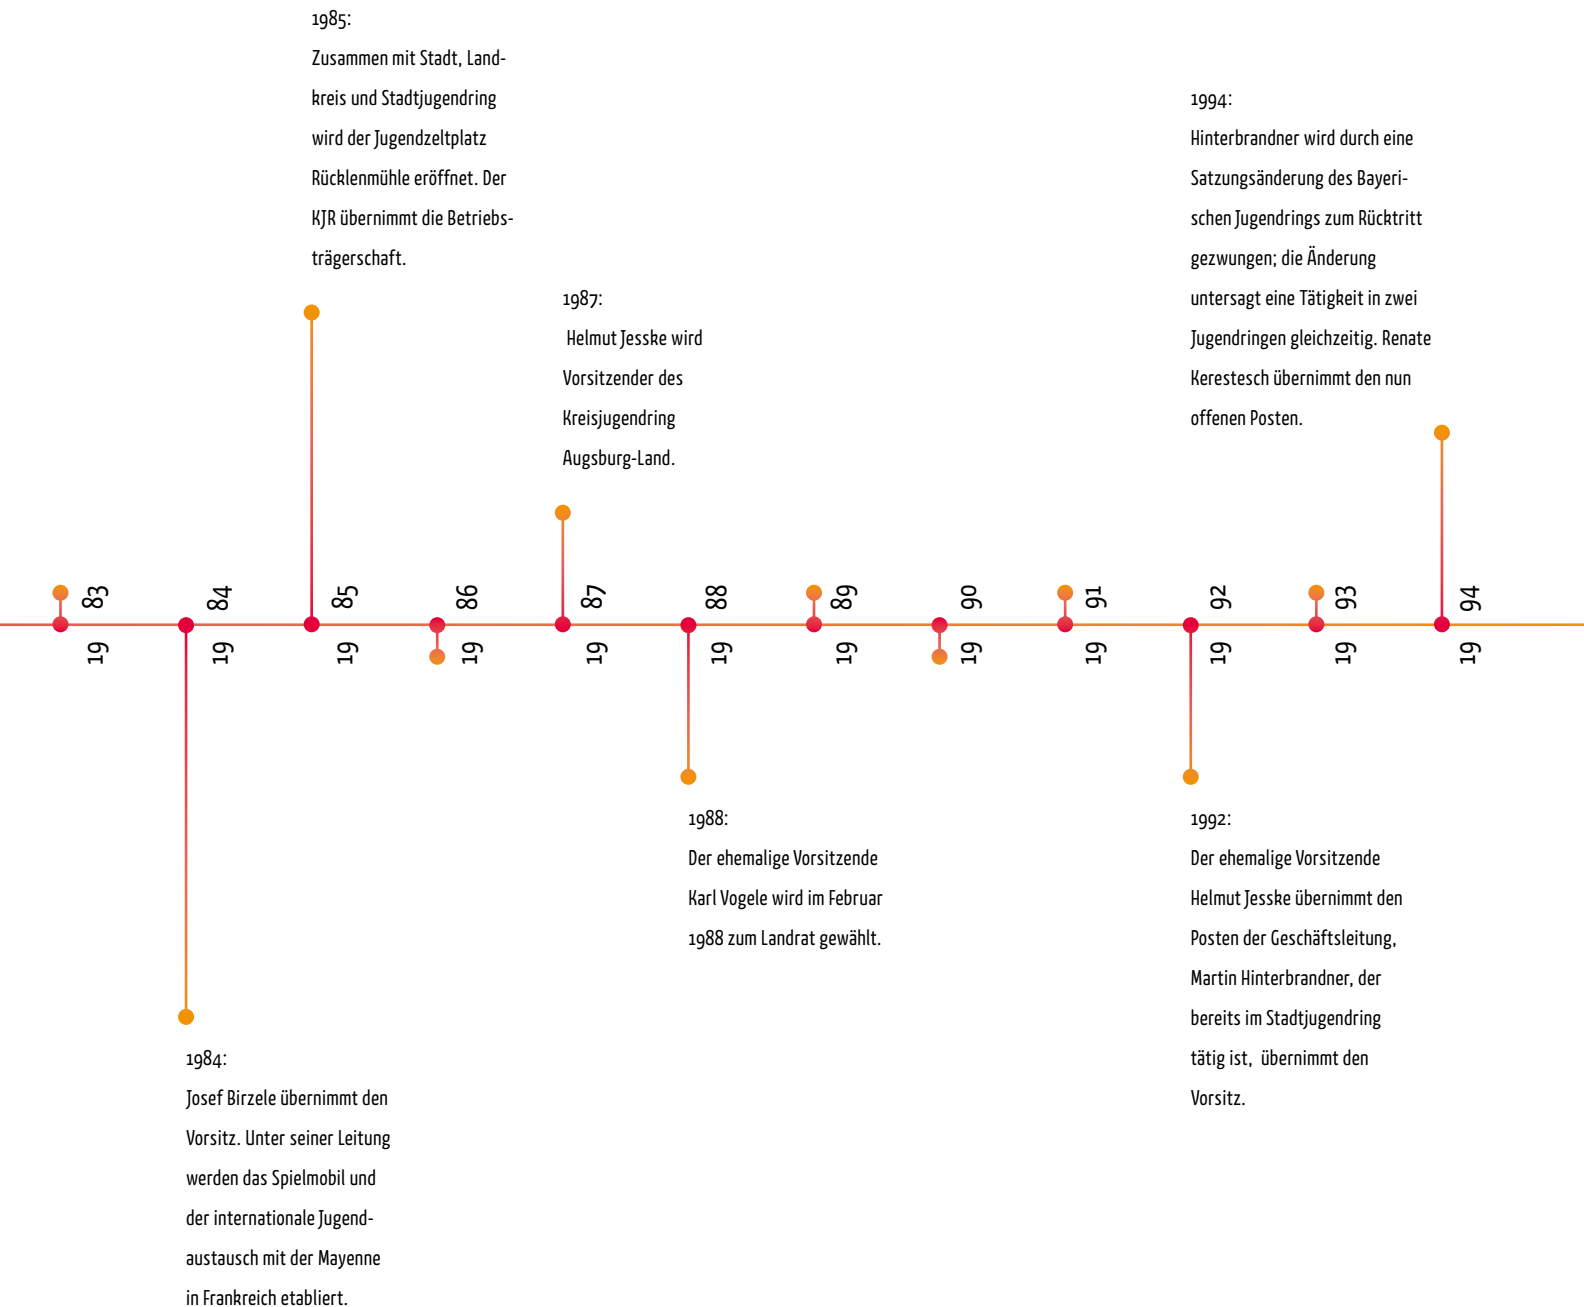 1985:
Zusammen mit Stadt, Land-
kreis und Stadtjugendring
wird der Jugendzeltplatz
Rücklenmühle eröffnet. Der
KJR übernimmt die Betriebs-
trägerschaft.
1987:
Helmut Jesske wird
Vorsitzender des
Kreisjugendring
Augsburg-Land.
1994:
Hinterbrandner wird durch eine
Satzungsänderung des Bayeri-
schen Jugendrings zum Rücktritt
gezwungen; die Änderung
untersagt eine Tätigkeit in zwei
Jugendringen gleichzeitig. Renate
Kerestesch übernimmt den nun
offenen Posten.
19 83
19 84
19 85
19 86
19 87
19 88
19 89
19 90
19 91
19 92
19 93
19 94
1984:
Josef Birzele übernimmt den
Vorsitz. Unter seiner Leitung
werden das Spielmobil und
der internationale Jugend-
austausch mit der Mayenne
in Frankreich etabliert.
1988:
Der ehemalige Vorsitzende
Karl Vogele wird im Februar
1988 zum Landrat gewählt.
1992:
Der ehemalige Vorsitzende
Helmut Jesske übernimmt den
Posten der Geschäftsleitung,
Martin Hinterbrandner, der
bereits im Stadtjugendring
tätig ist, übernimmt den
Vorsitz.